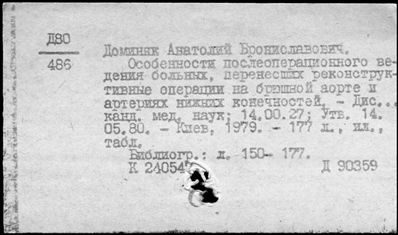 Д80
486
Доминяк Анатолий Брониславович.
Особенности послеоперационного ве-
дения больных, перенесших реконструк-
тивные операции на брюшной аорте и
артериях нижних конечностей. - Дис...
канд. мед. наук; 14.00.27; Утв. 14.
05.80. - Киев, 1979. - 177 л., ил.,
табл.
Библиогр.: л. 150-177.
К 24054
Д 90359